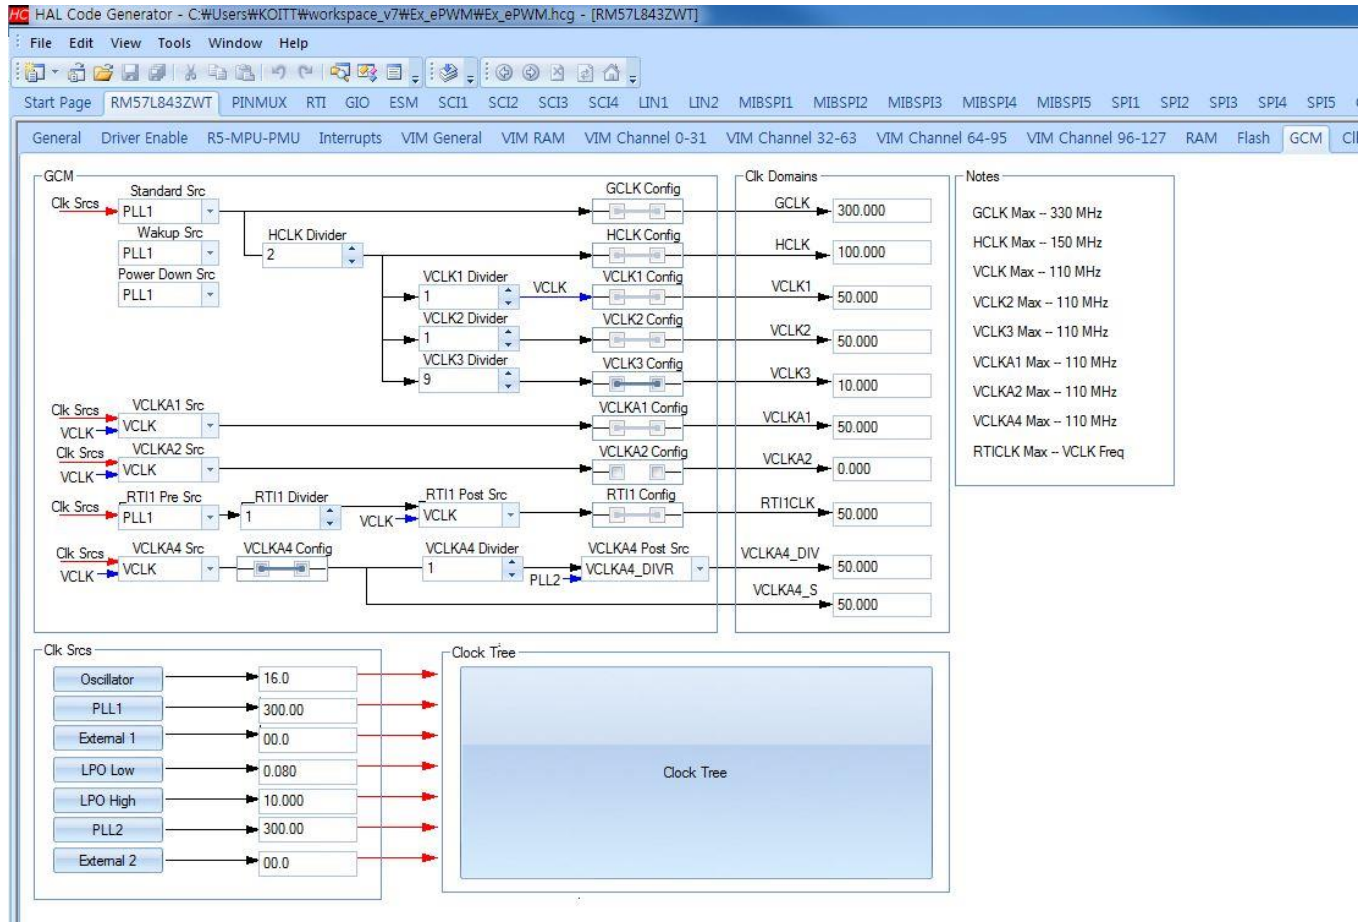 HC HAL Code Generator - C:₩Users₩KOITT₩workspace_v7₩Ex_ePWM₩Ex_ePWM.hcg - [RM57L843ZWT]
File Edit View Tools Window Help
Start Page RM57L843ZWT PINMUX RTI GIO ESM SCI1 SCI2 SCI3 SCI4 LIN1 LIN2 MIBSPI1 MIBSPI2 MIBSPI3 MIBSPI4 MIBSPI5 SPI1 SPI2 SPI3 SPI4 SPI5
General Driver Enable R5-MPU-PMU Interrupts VIM General VIM RAM VIM Channel 0-31 VIM Channel 32-63 VIM Channel 64-95 VIM Channel 96-127 RAM Flash GCM Cll
GCM
Standard Src
Clk Srcs
PLL1
Wakup Src
PLL1
Power Down Src
PLL1
HCLK Divider
2
GCLK Config
HCLK Config
VCLK1 Divider
1
VCLK
VCLK1 Config
VCLK2 Divider
1
VCLK2 Config
VCLK3 Divider
9
VCLK3 Config
Clk Srcs
VCLKA1 Src
VCLK
VCLK
VCLKA1 Config
Clk Srcs
VCLKA2 Src
VCLK
VCLK
VCLKA2 Config
Clk Srcs
_RTI1 Pre Src
PLL1
_RTI1 Divider
1
VCLK
_RTI1 Post Src
VCLK
RTI1 Config
Clk Srcs
VCLKA4 Src
VCLK
VCLK
VCLKA4 Config
VCLKA4 Divider
1
PLL2
VCLKA4 Post Src
VCLKA4_DIVR
Clk Domains
GCLK 300.000
HCLK 100.000
VCLK1 50.000
VCLK2 50.000
VCLK3 10.000
VCLKA1 50.000
VCLKA2 0.000
RTI1CLK 50.000
VCLKA4_DIV 50.000
VCLKA4_S 50.000
Notes
GCLK Max -- 330 MHz
HCLK Max -- 150 MHz
VCLK Max -- 110 MHz
VCLK2 Max -- 110 MHz
VCLK3 Max -- 110 MHz
VCLKA1 Max -- 110 MHz
VCLKA2 Max -- 110 MHz
VCLKA4 Max -- 110 MHz
RTICLK Max -- VCLK Freq
Clk Srcs
Oscillator 16.0
PLL1 300.00
External 1 00.0
LPO Low 0.080
LPO High 10.000
PLL2 300.00
External 2 00.0
Clock Tree
Clock Tree